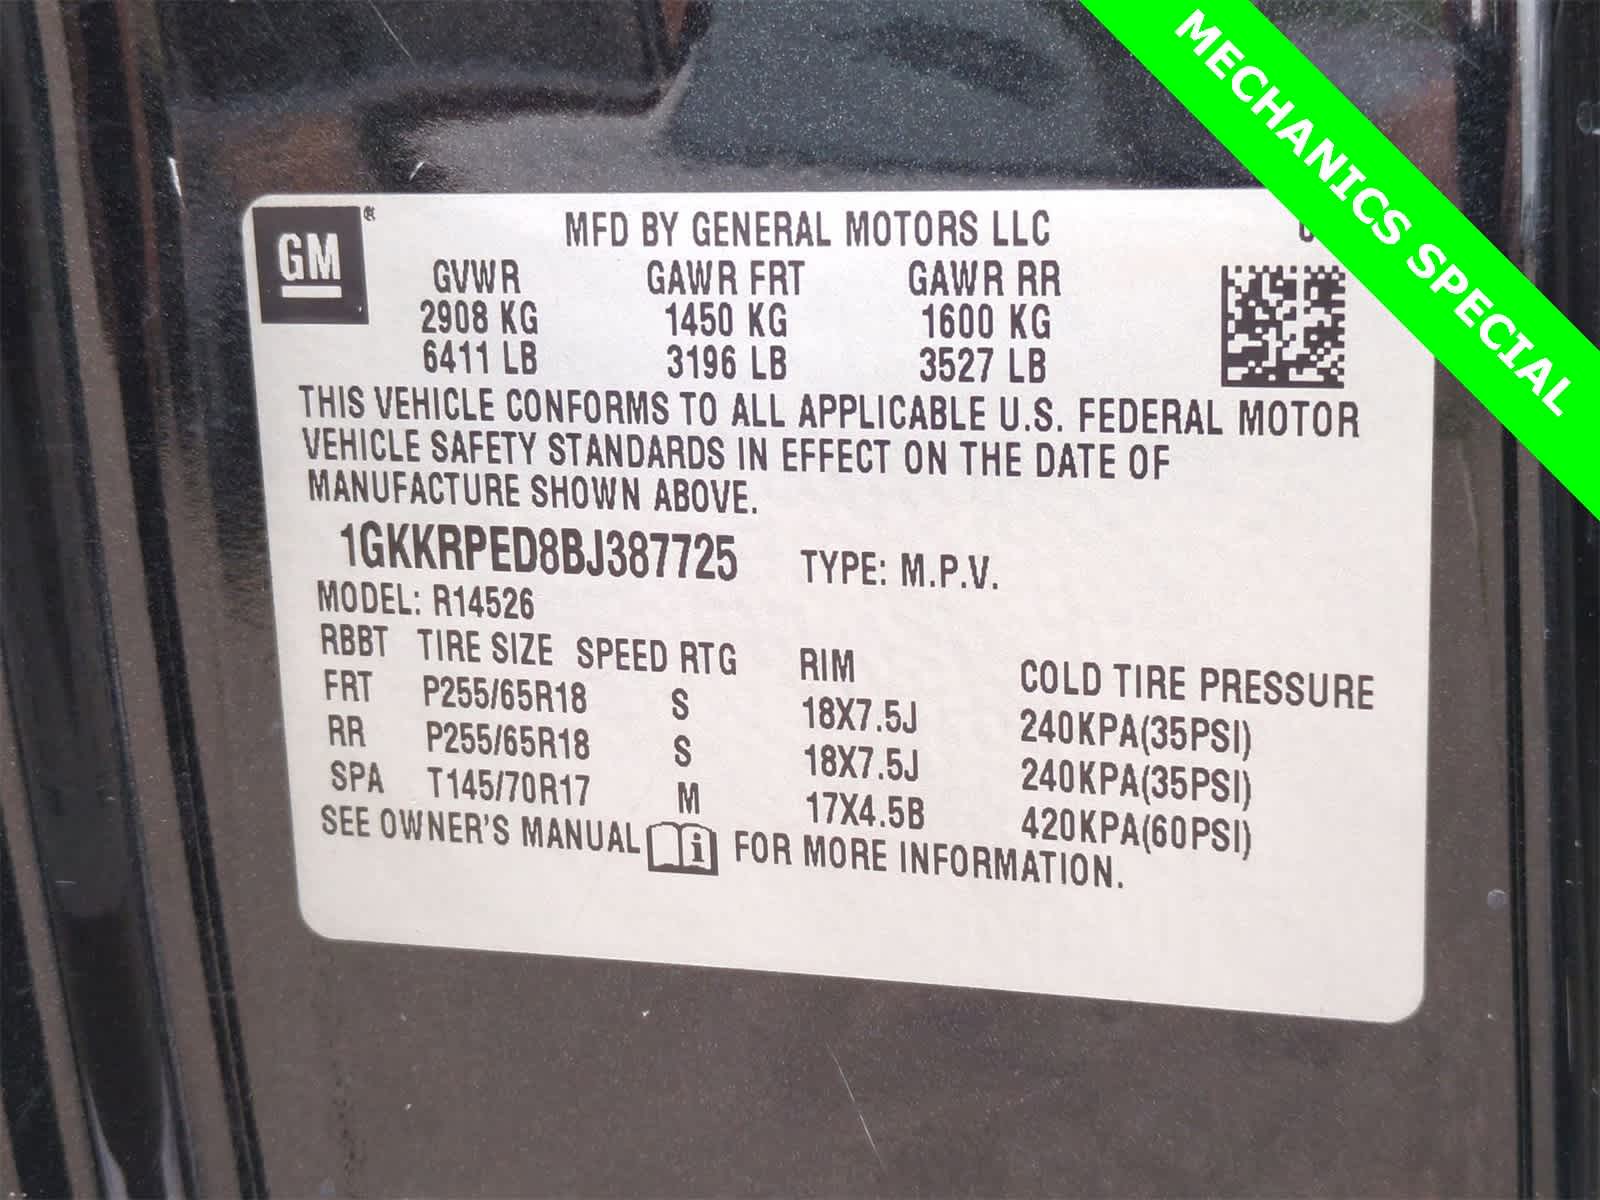 MECHANICS SPECIAL
GM®
MFD BY GENERAL MOTORS LLC
GVWR GAWR FRT GAWR RR
2908 KG 1450 KG 1600 KG
6411 LB 3196 LB 3527 LB
THIS VEHICLE CONFORMS TO ALL APPLICABLE U.S. FEDERAL MOTOR
VEHICLE SAFETY STANDARDS IN EFFECT ON THE DATE OF
MANUFACTURE SHOWN ABOVE.
1GKKRPED8BJ387725 TYPE: M.P.V.
MODEL: R14526
RBBT TIRE SIZE SPEED RTG RIM COLD TIRE PRESSURE
FRT P255/65R18 S 18X7.5J 240KPA(35PSI)
RR P255/65R18 S 18X7.5J 240KPA(35PSI)
SPA T145/70R17 M 17X4.5B 420KPA(60PSI)
SEE OWNER'S MANUAL i FOR MORE INFORMATION.